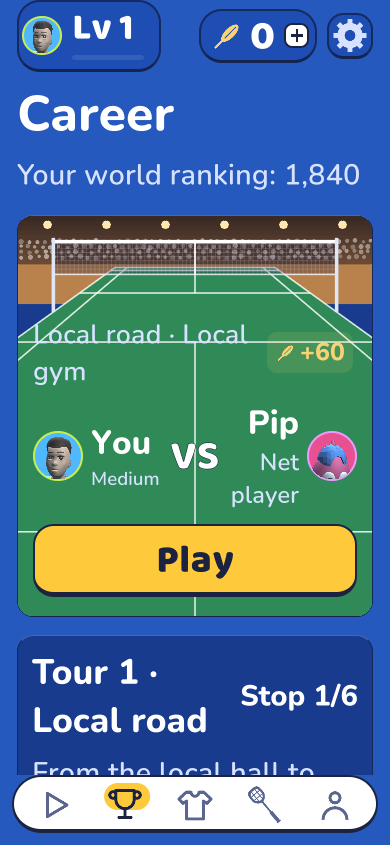 Lv 1
0
Career
Your world ranking: 1,840
Local road · Local
gym
+60
You
Medium
VS
Pip
Net
player
Play
Tour 1 ·
Local road
Stop 1/6
From the local hall to